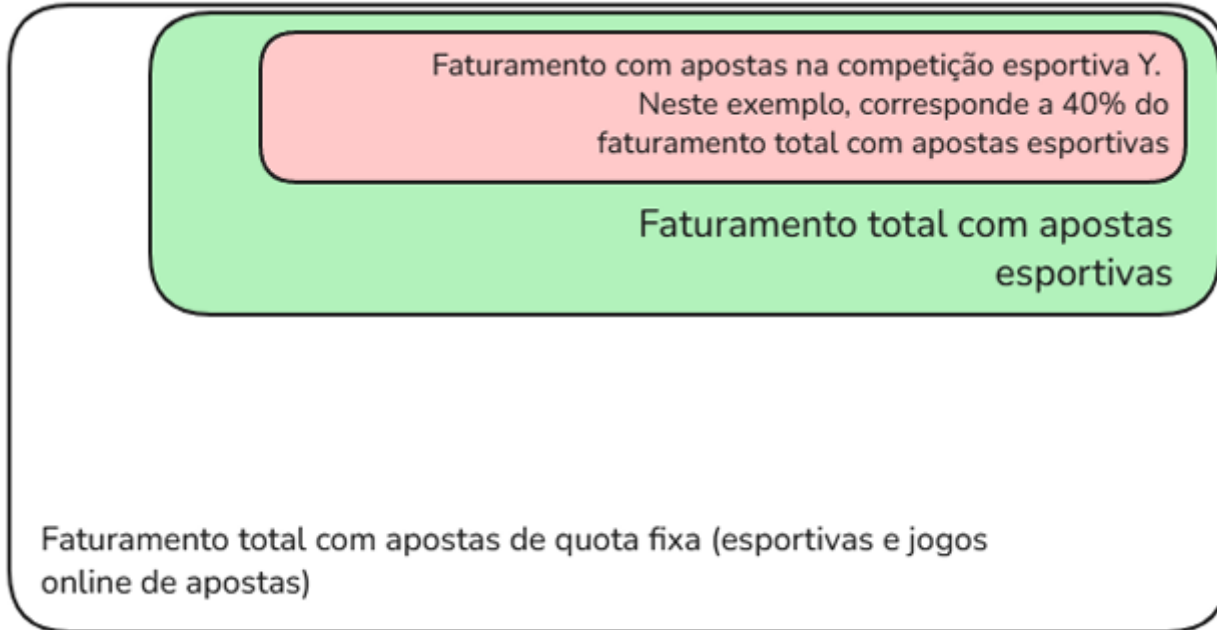 Faturamento com apostas na competição esportiva Y.
Neste exemplo, corresponde a 40% do
faturamento total com apostas esportivas
Faturamento total com apostas
esportivas
Faturamento total com apostas de quota fixa (esportivas e jogos
online de apostas)